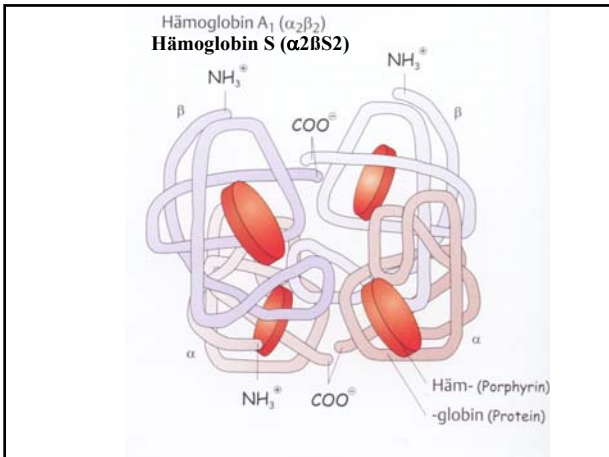 Hämoglobin A₁ (α₂β₂)
Hämoglobin S (α2ßS2)
NH₃⊕
NH₃⊕
β
β
COO⊖
α
α
NH₃⊕
COO⊖
Häm- (Porphyrin)
-globin (Protein)